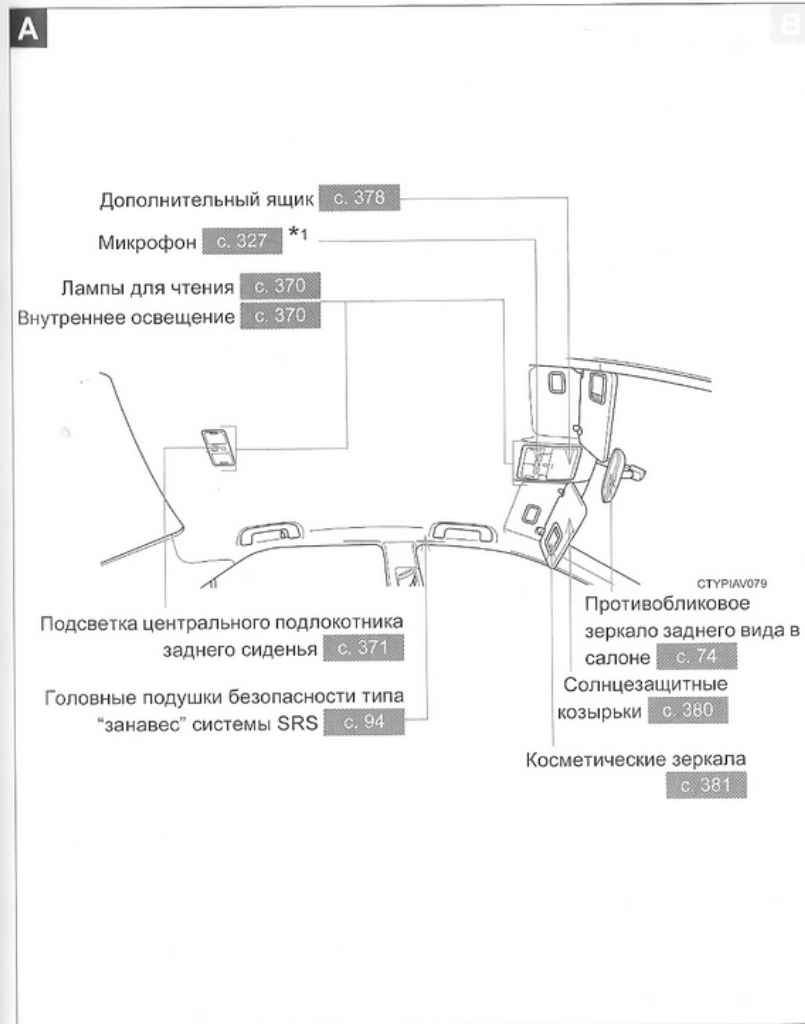 A
Дополнительный ящик с. 378
Микрофон с. 327 *1
Лампы для чтения с. 370
Внутреннее освещение с. 370
CTYPIAV079
Подсветка центрального подлокотника
заднего сиденья с. 371
Головные подушки безопасности типа
“занавес” системы SRS с. 94
Противобликовое
зеркало заднего вида в
салоне с. 74
Солнцезащитные
козырьки с. 380
Косметические зеркала
с. 381